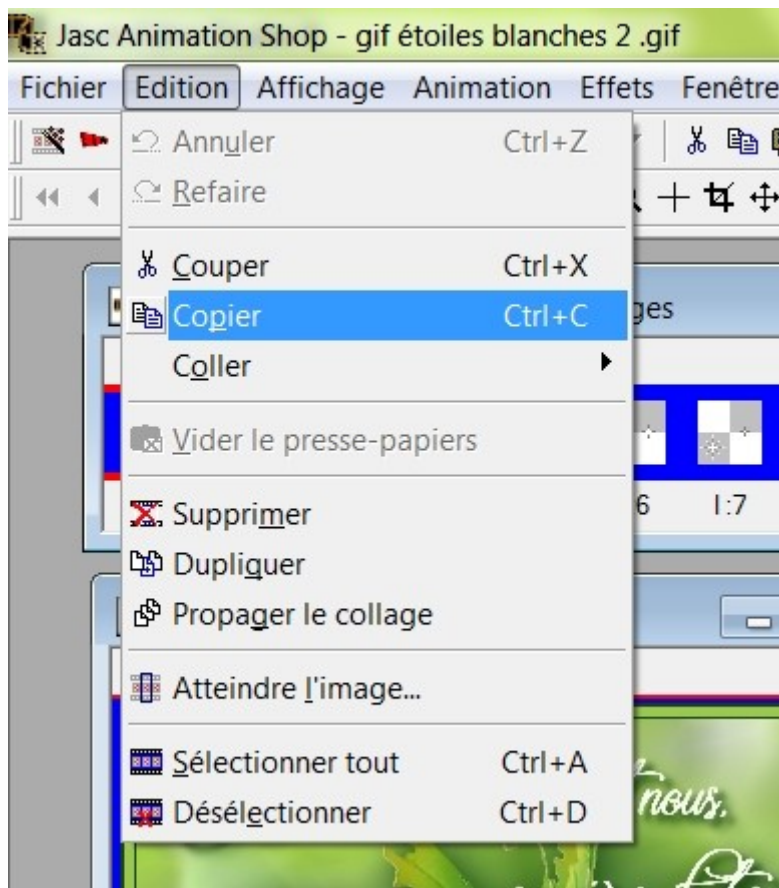 Jasc Animation Shop - gif étoiles blanches 2 .gif
Fichier Edition Affichage Animation Effets Fenêtre
Annuler Ctrl+Z
Refaire
Couper Ctrl+X
Copier Ctrl+C
Coller
Vider le presse-papiers
6 I:7
Supprimer
Dupliquer
Propager le collage
Atteindre l'image...
Sélectionner tout Ctrl+A
Désélectionner Ctrl+D
nous,